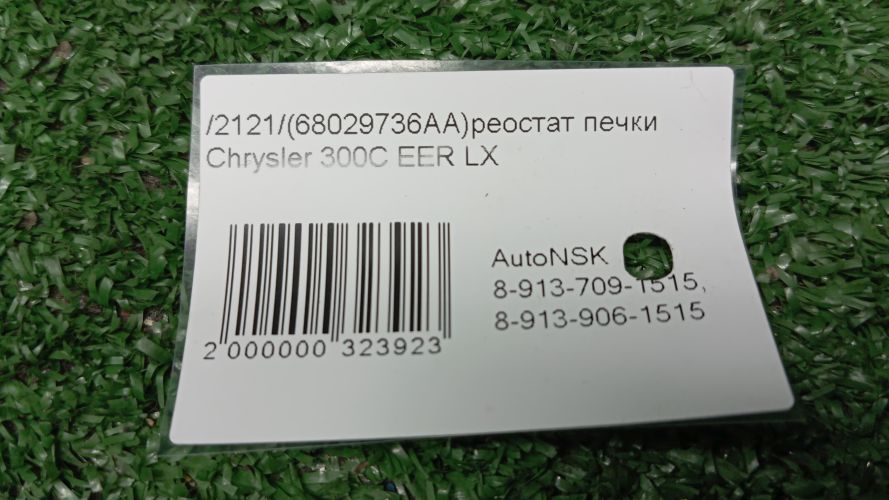 /2121/(68029736AA)реостат печки
Chrysler 300C EER LX
AutoNSK
8-913-709-1515,
8-913-906-1515
2 000000 323923